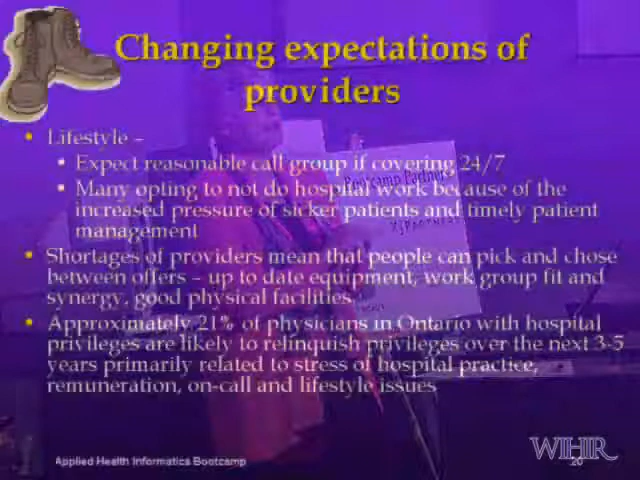 Changing expectations of
providers
• Lifestyle –
• Expect reasonable call group if covering 24/7
• Many opting to not do hospital work because of the
increased pressure of sicker patients and timely patient
management
• Shortages of providers mean that people can pick and chose
between offers – up to date equipment, work group fit and
synergy, good physical facilities
• Approximately 21% of physicians in Ontario with hospital
privileges are likely to relinquish privileges over the next 3-5
years primarily related to stress of hospital practice,
remuneration, on-call and lifestyle issues
Bootcamp Partners
Applied Health Informatics Bootcamp
WIHIR
20